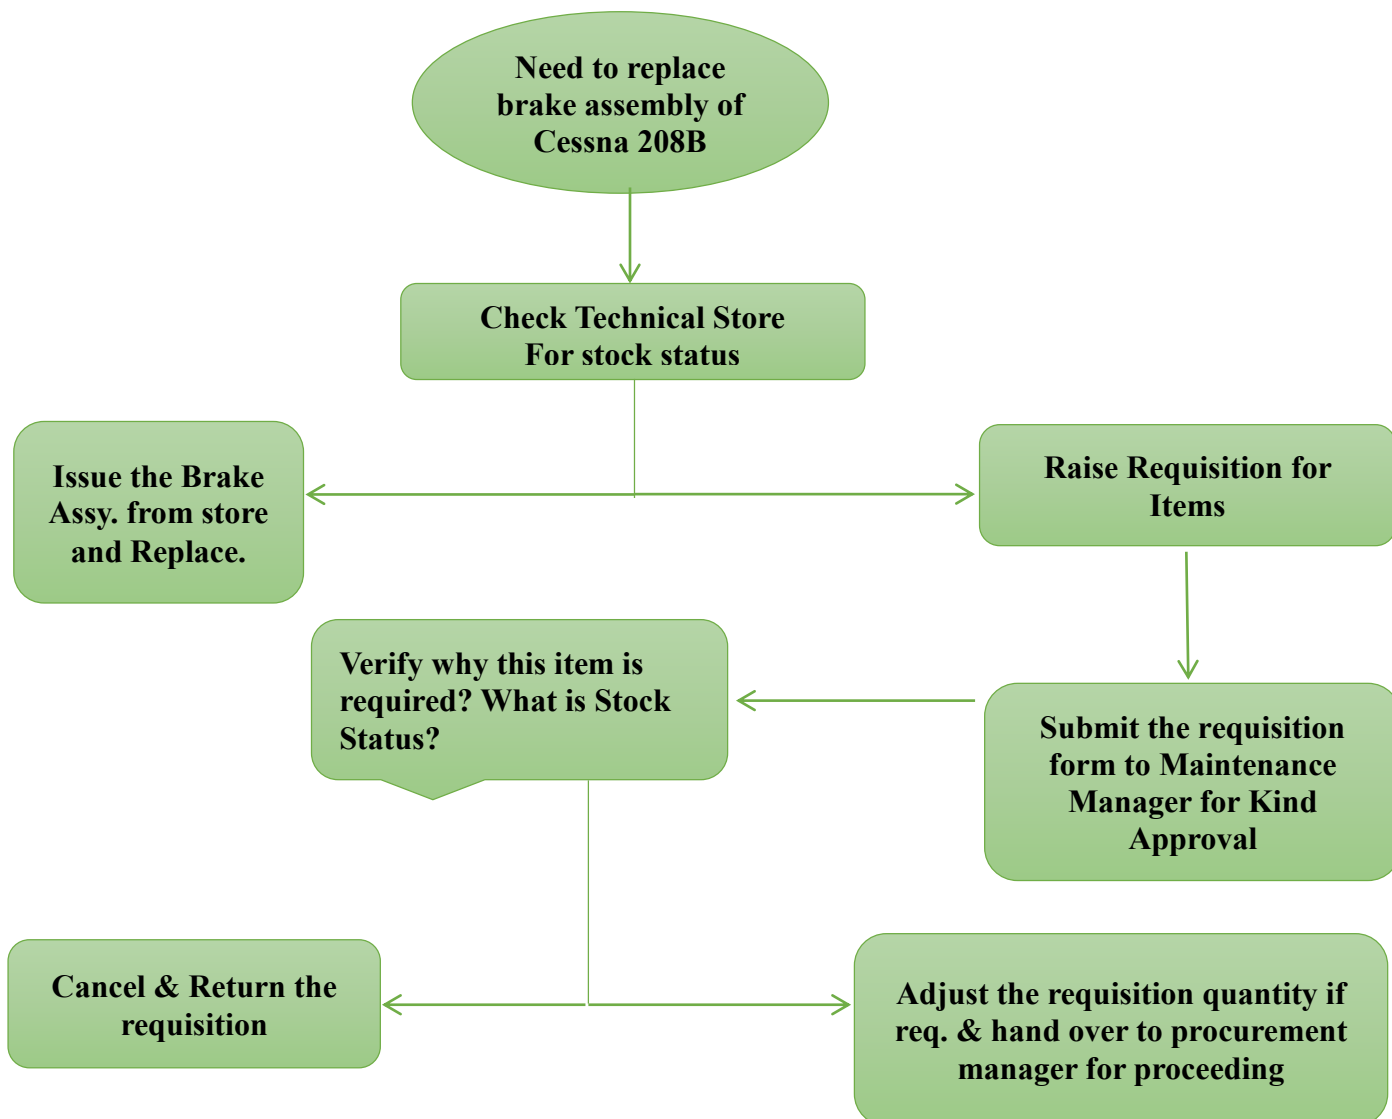 Need to replace
brake assembly of
Cessna 208B
Check Technical Store
For stock status
Issue the Brake
Assy. from store
and Replace.
Raise Requisition for
Items
Verify why this item is
required? What is Stock
Status?
Submit the requisition
form to Maintenance
Manager for Kind
Approval
Cancel & Return the
requisition
Adjust the requisition quantity if
req. & hand over to procurement
manager for proceeding